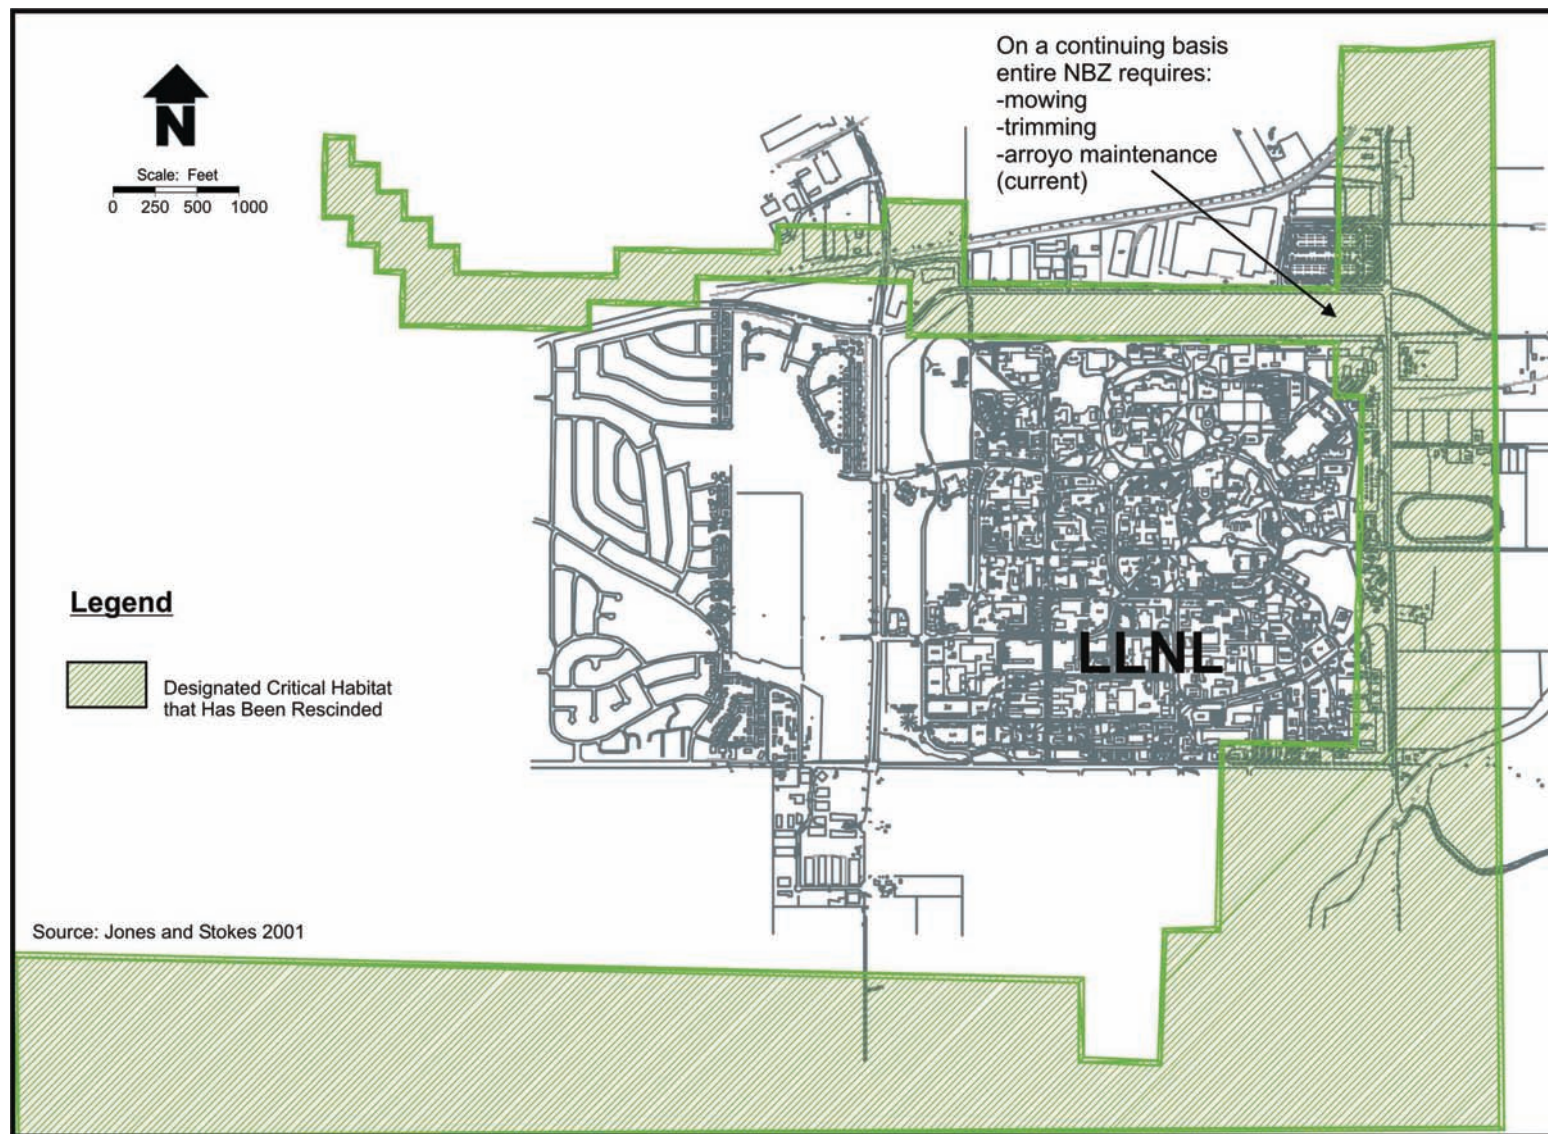 On a continuing basis
entire NBZ requires:
-mowing
-trimming
-arroyo maintenance
(current)
N
Scale: Feet
0 250 500 1000
LLNL
Legend
Designated Critical Habitat
that Has Been Rescinded
Source: Jones and Stokes 2001